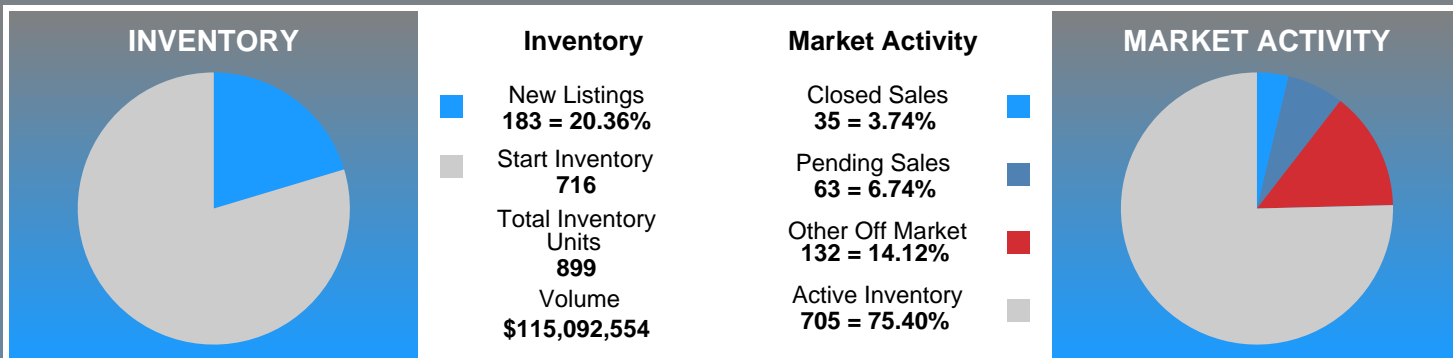 INVENTORY
Inventory
New Listings
183 = 20.36%
Start Inventory
716
Total Inventory
Units
899
Volume
$115,092,554
Market Activity
Closed Sales
35 = 3.74%
Pending Sales
63 = 6.74%
Other Off Market
132 = 14.12%
Active Inventory
705 = 75.40%
MARKET ACTIVITY